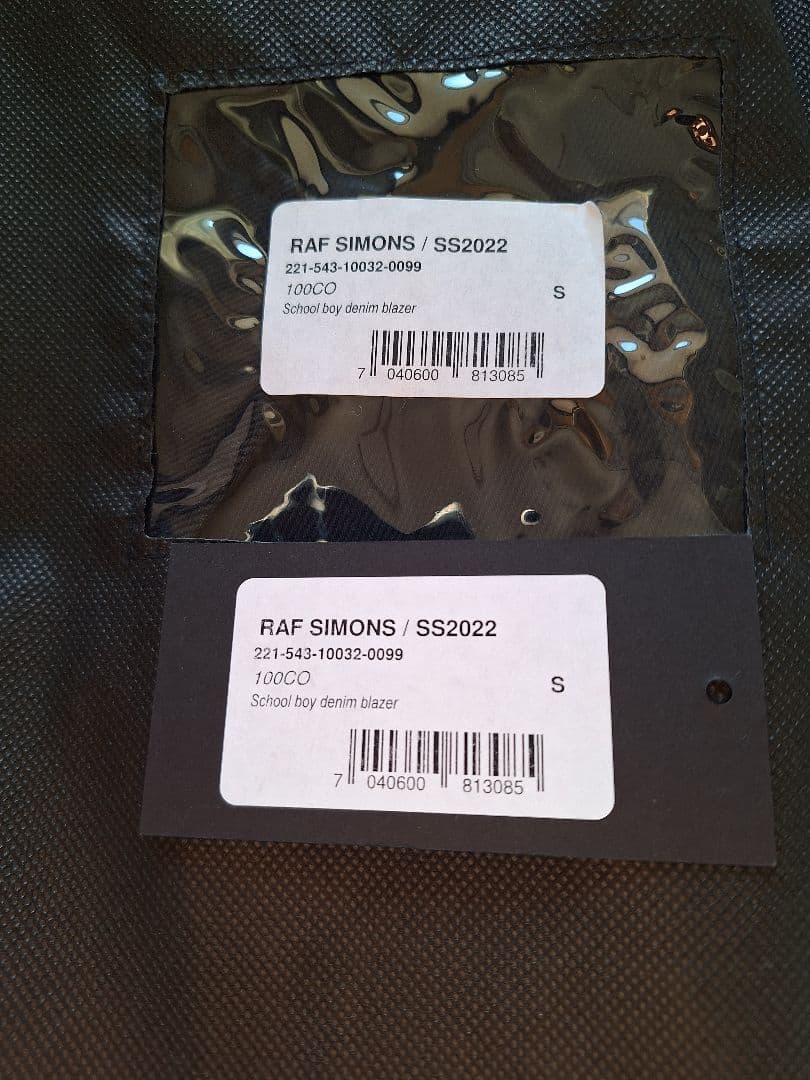 RAF SIMONS / SS2022
221-543-10032-0099
100CO
S
School boy denim blazer
7 040600 813085
RAF SIMONS / SS2022
221-543-10032-0099
100CO
S
School boy denim blazer
7 040600 813085